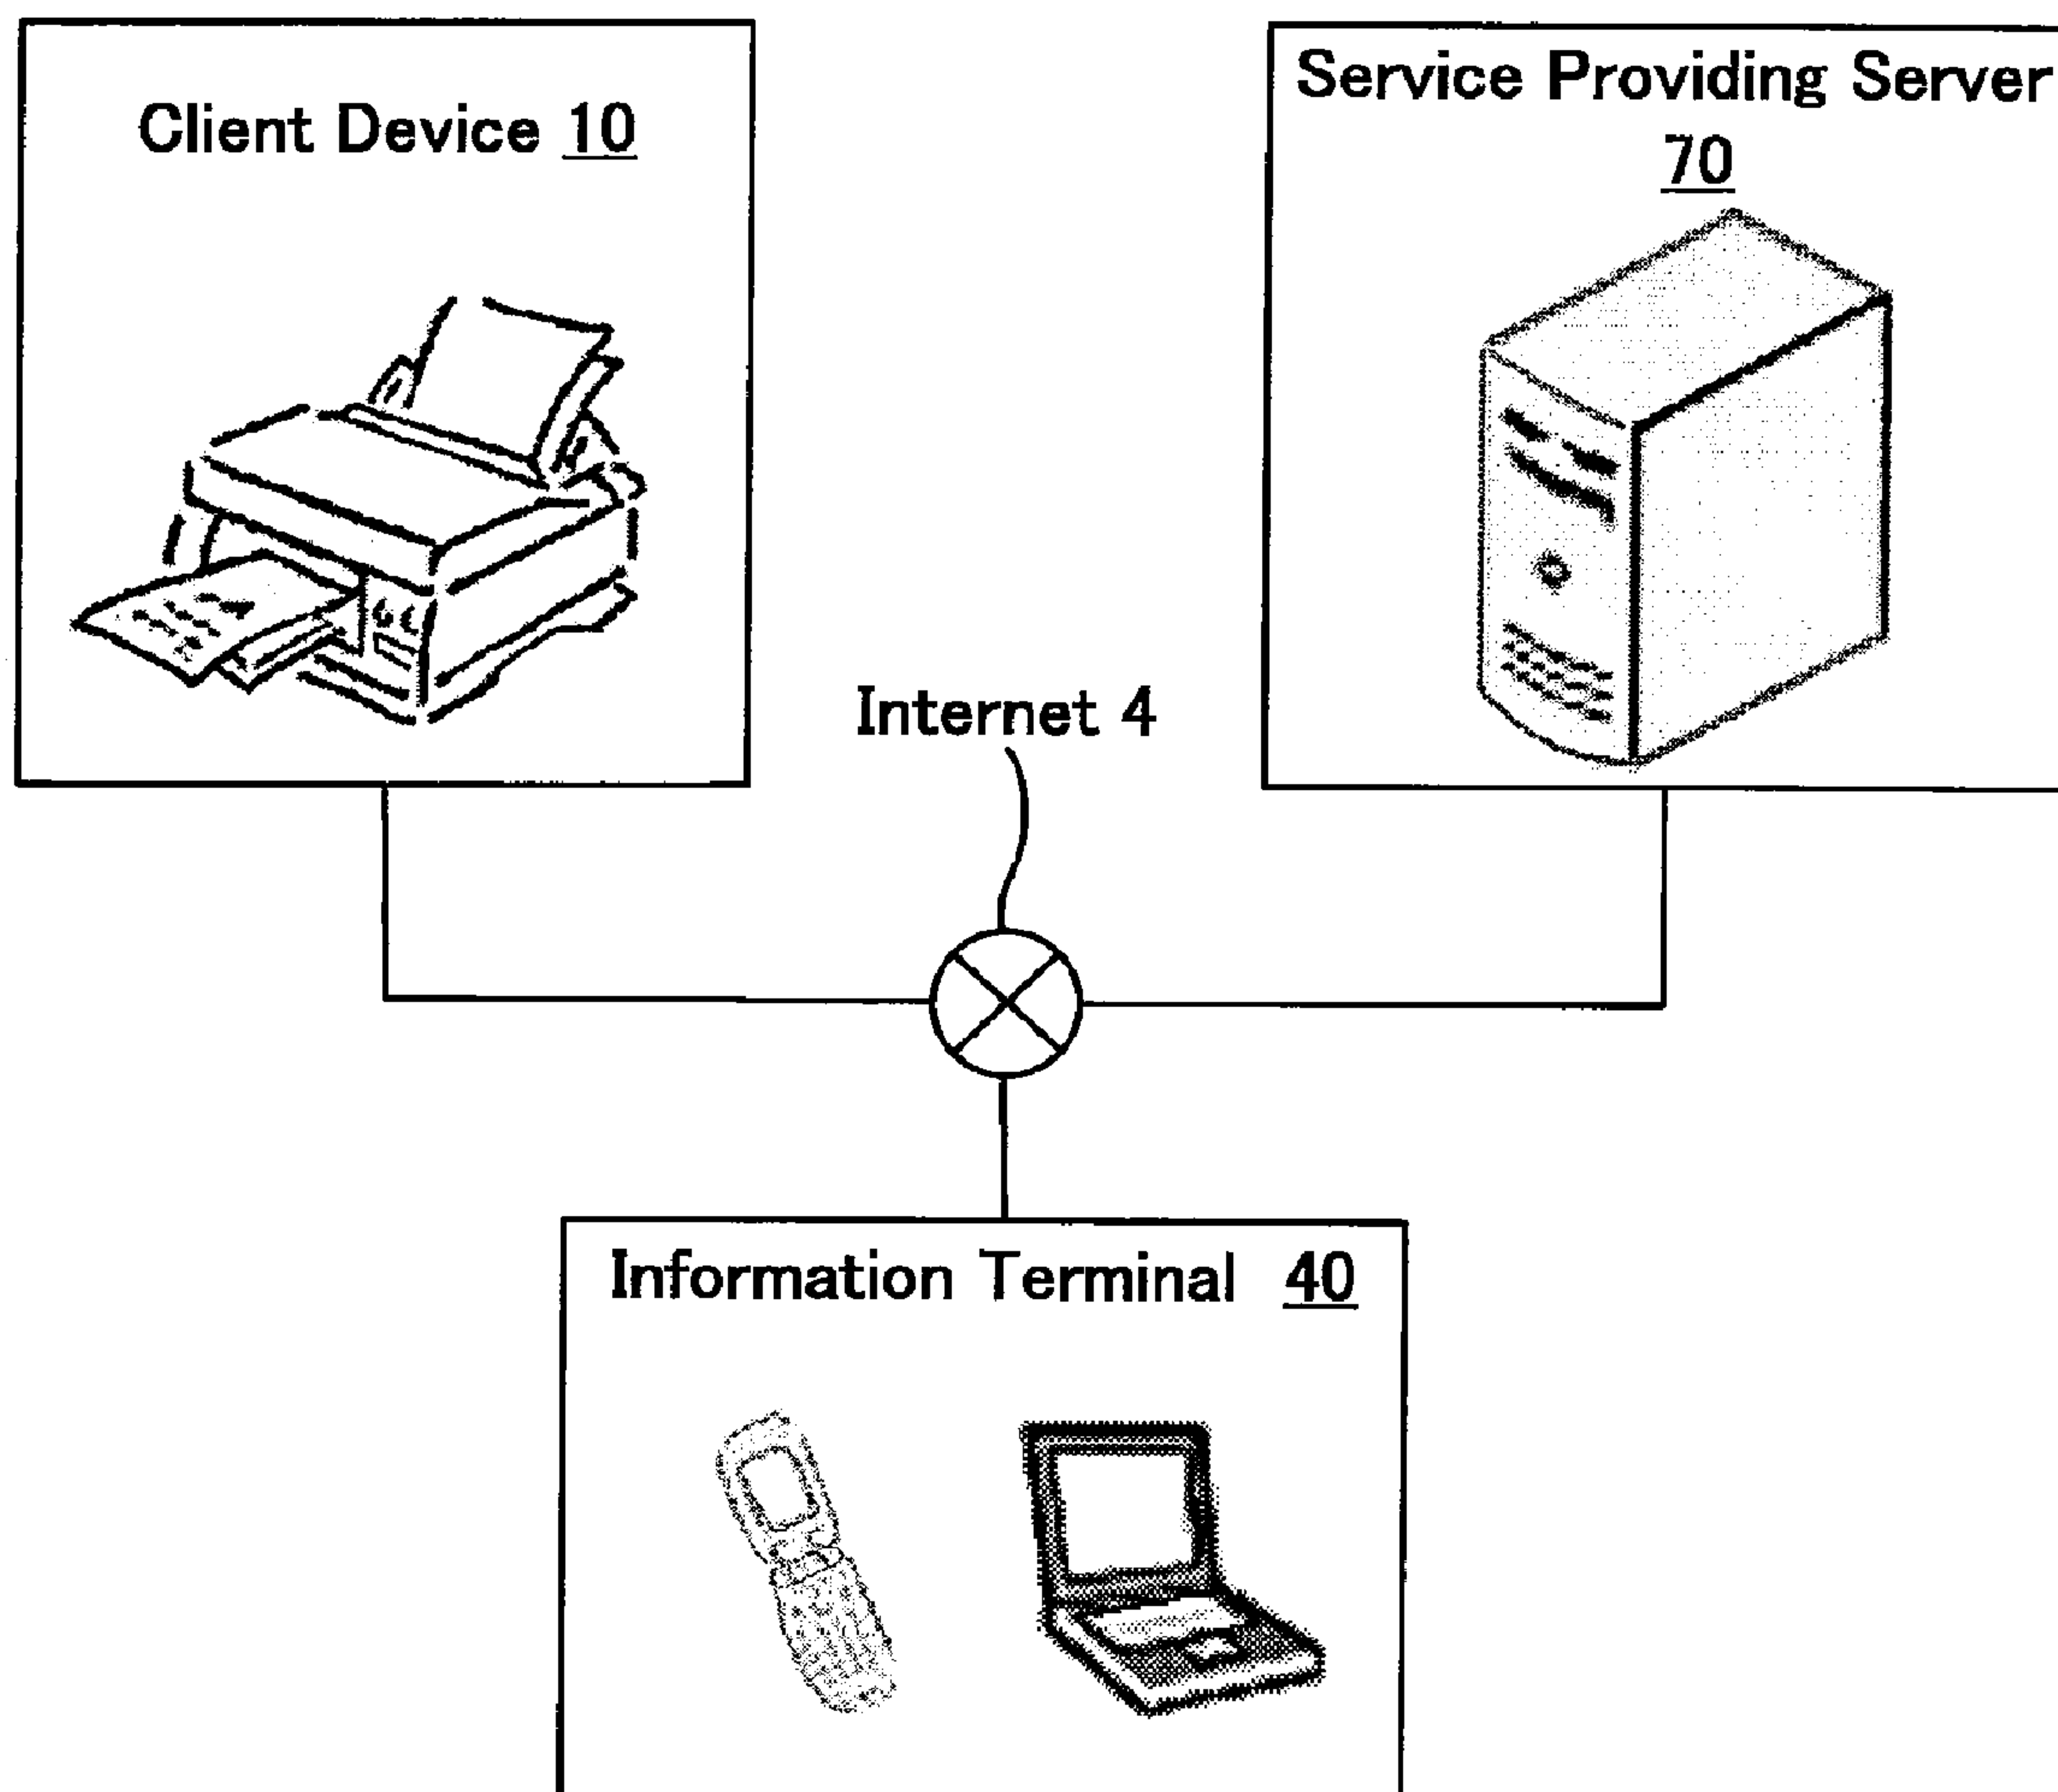 Client Device 10
Service Providing Server
70
Internet 4
Information Terminal 40